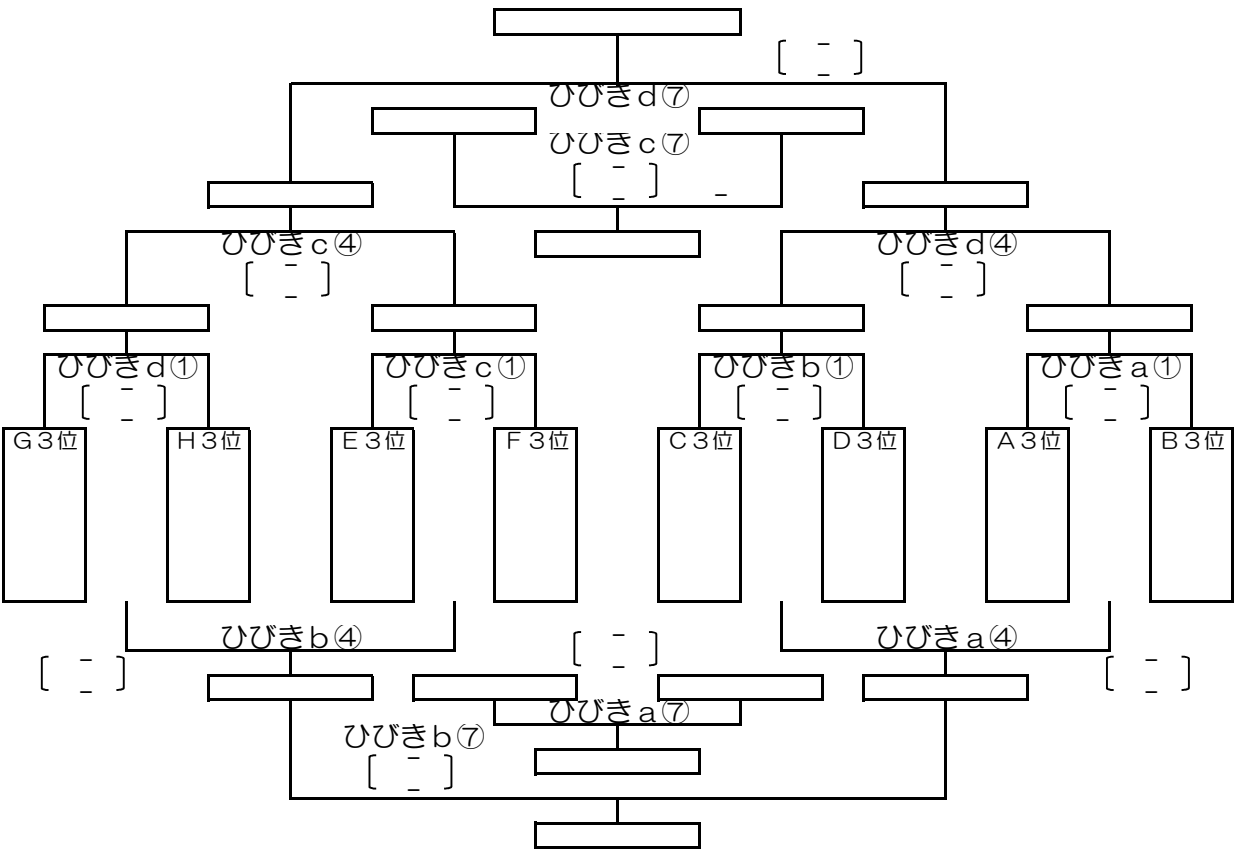 [ - - ]
ひびきｄ⑦
ひびきｃ⑦
[ - - ]
-
ひびきｃ④
[ - - ]
ひびきｄ④
[ - - ]
ひびきｄ①
[ - - ]
ひびきｃ①
[ - - ]
ひびきｂ①
[ - - ]
ひびきａ①
[ - - ]
Ｇ３位
Ｈ３位
Ｅ３位
Ｆ３位
Ｃ３位
Ｄ３位
Ａ３位
Ｂ３位
ひびきｂ④
[ - - ]
ひびきａ④
[ - - ]
[ - - ]
ひびきａ⑦
ひびきｂ⑦
[ - - ]